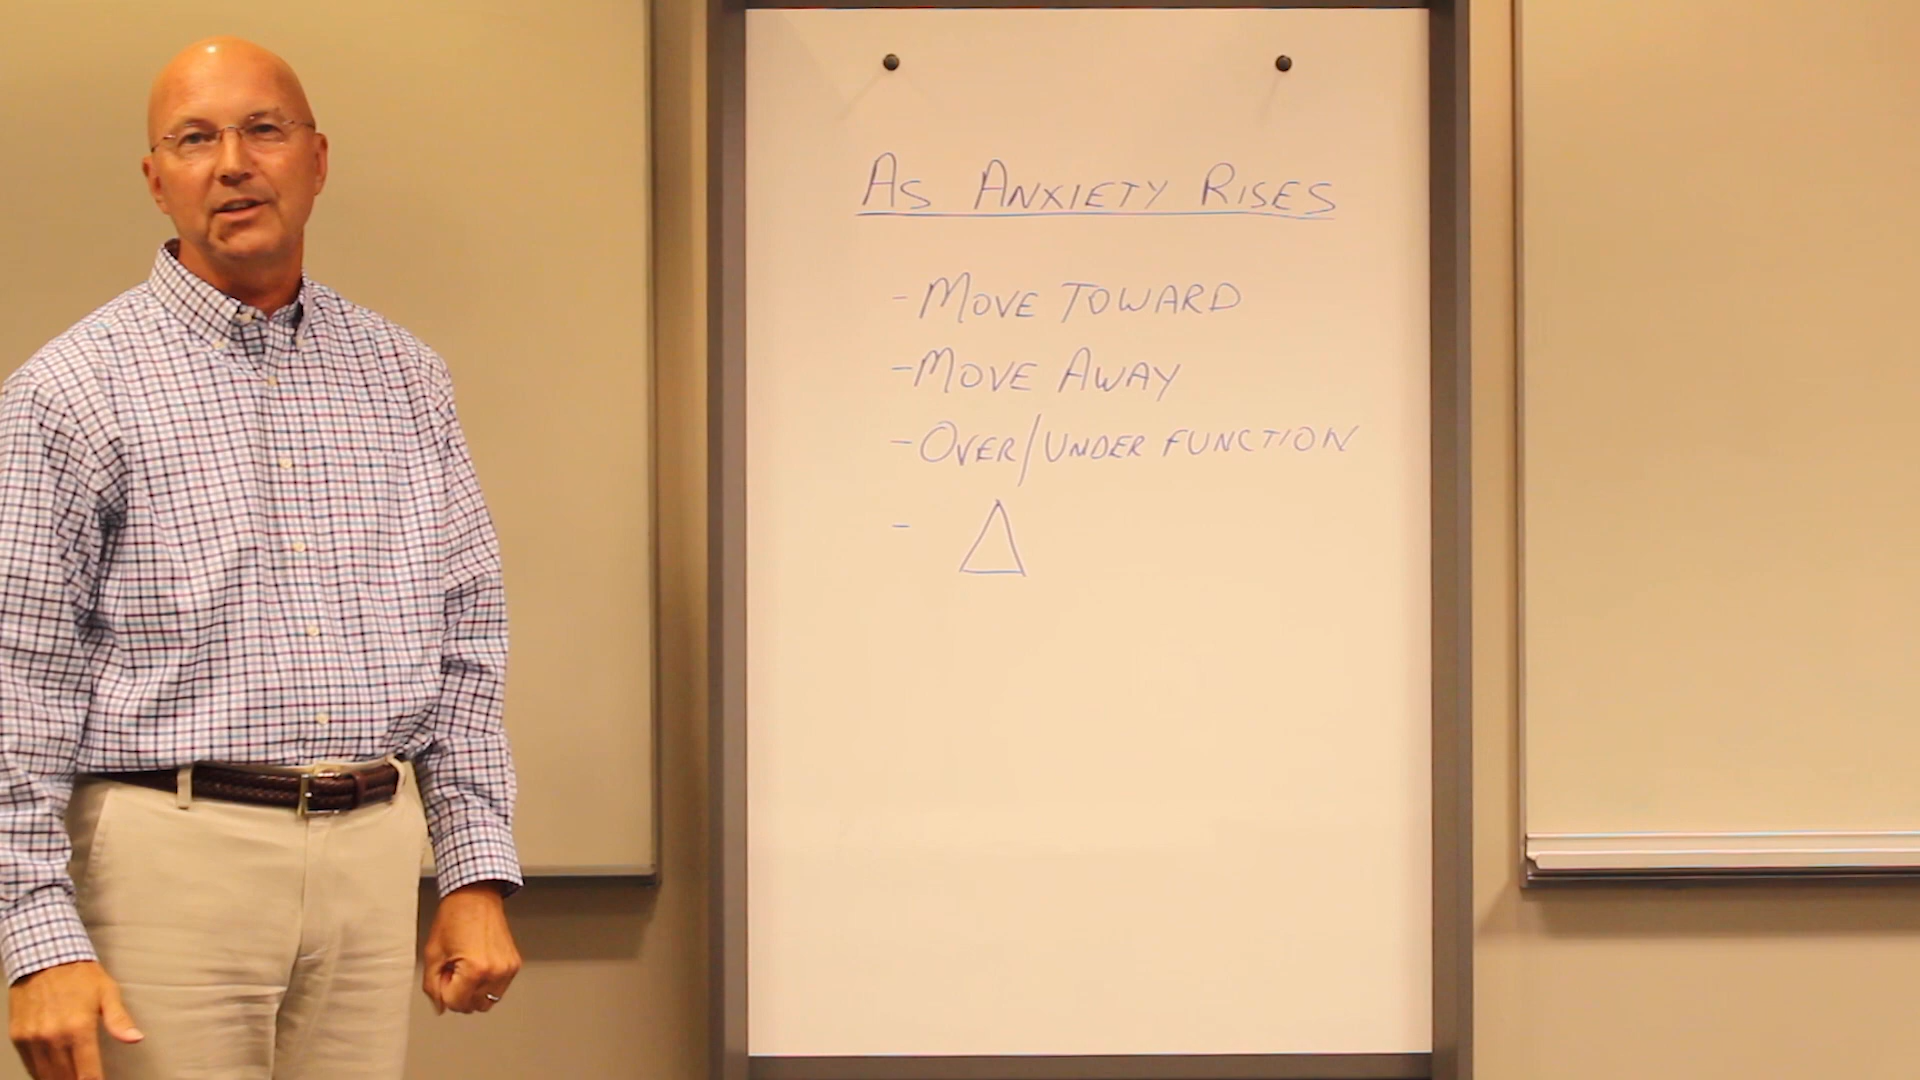 AS ANXIETY RISES
- MOVE TOWARD
- MOVE AWAY
- OVER/UNDER FUNCTION
- △